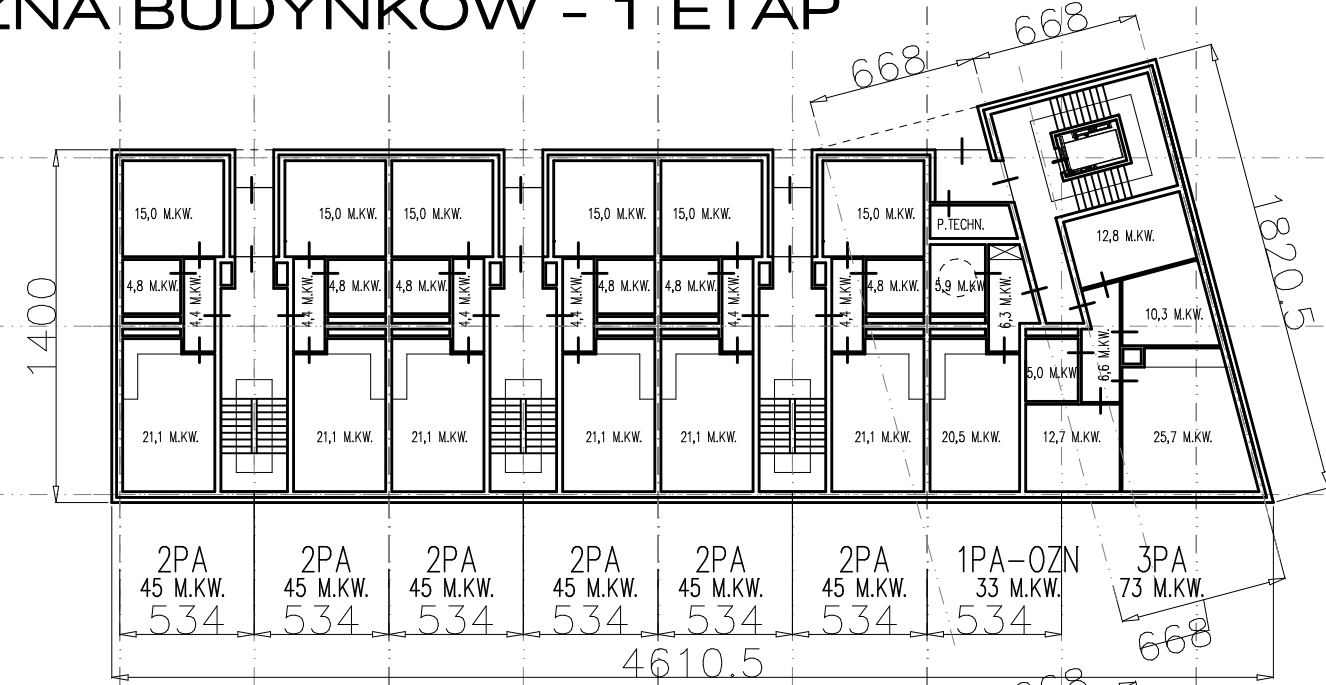 ZNA BUDYNKÓW - 1 ETAP
668
668
1820.5
1400
15,0 M.KW.
15,0 M.KW.
15,0 M.KW.
15,0 M.KW.
15,0 M.KW.
15,0 M.KW.
P.TECHN.
12,8 M.KW.
4,8 M.KW.
4,4 M.KW.
4,4 M.KW.
4,8 M.KW.
4,8 M.KW.
4,4 M.KW.
4,4 M.KW.
4,8 M.KW.
4,8 M.KW.
4,4 M.KW.
4,4 M.KW.
4,8 M.KW.
5,9 M.KW
6,3 M.KW.
10,3 M.KW.
5,0 M.KW
6,6 M.KW.
21,1 M.KW.
21,1 M.KW.
21,1 M.KW.
21,1 M.KW.
21,1 M.KW.
21,1 M.KW.
20,5 M.KW.
12,7 M.KW.
25,7 M.KW.
2PA 2PA 2PA 2PA 2PA 2PA 1PA-OZN 3PA
45 M.KW. 45 M.KW. 45 M.KW. 45 M.KW. 45 M.KW. 45 M.KW. 33 M.KW. 73 M.KW.
534 534 534 534 534 534 534
668
4610.5
668